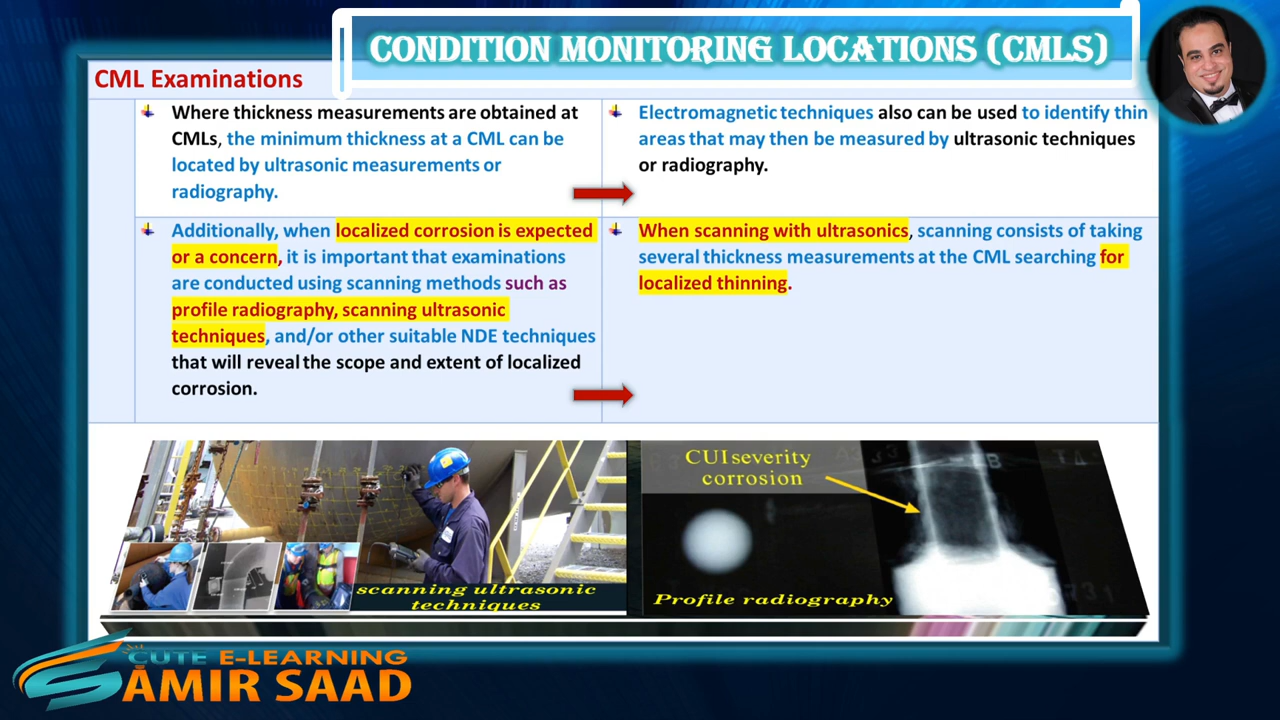 CONDITION MONITORING LOCATIONS (CMLS)
CML Examinations
Where thickness measurements are obtained at
CMLs, the minimum thickness at a CML can be
located by ultrasonic measurements or
radiography.
Electromagnetic techniques also can be used to identify thin
areas that may then be measured by ultrasonic techniques
or radiography.
Additionally, when localized corrosion is expected
or a concern, it is important that examinations
are conducted using scanning methods such as
profile radiography, scanning ultrasonic
techniques, and/or other suitable NDE techniques
that will reveal the scope and extent of localized
corrosion.
When scanning with ultrasonics, scanning consists of taking
several thickness measurements at the CML searching for
localized thinning.
scanning ultrasonic
techniques
CUI severity
corrosion
Profile radiography
CUTE E-LEARNING
AMIR SAAD